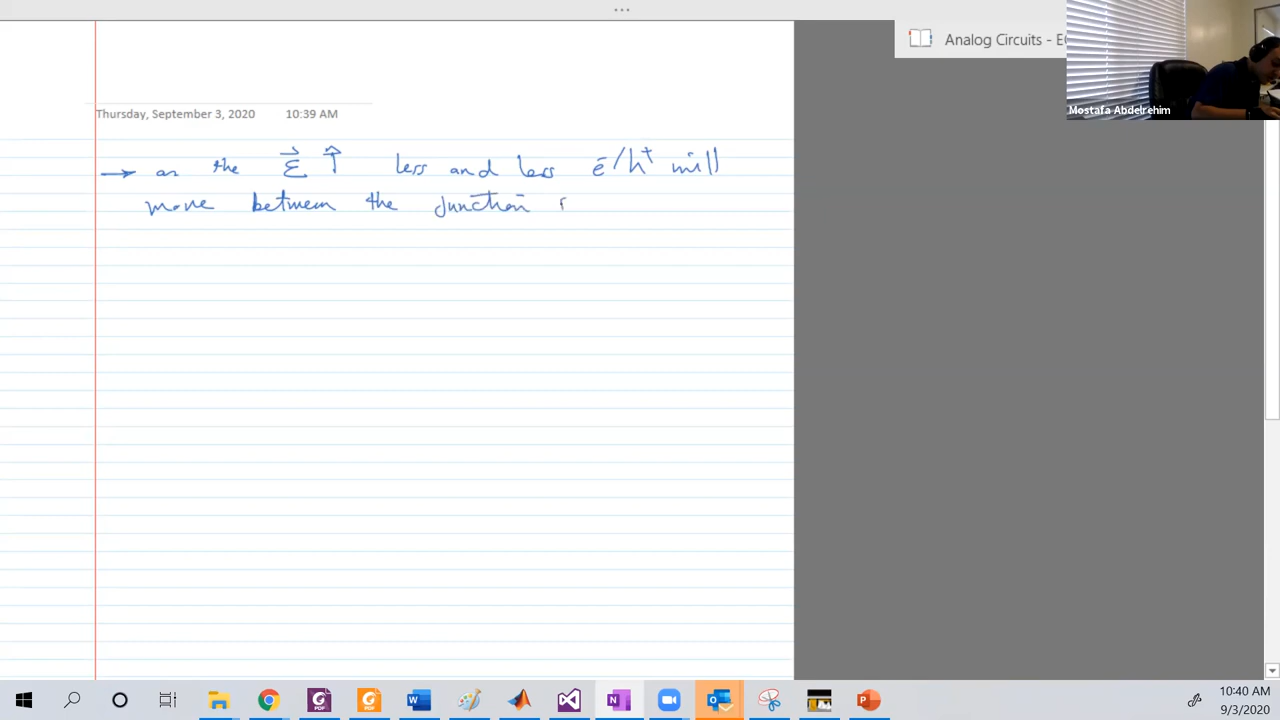 Analog Circuits - E
Mostafa Abdelrehim
Thursday, September 3, 2020 10:39 AM
→ as the ε⃗ ↑ less and less e⁻/h⁺ will
move between the junction
10:40 AM
9/3/2020